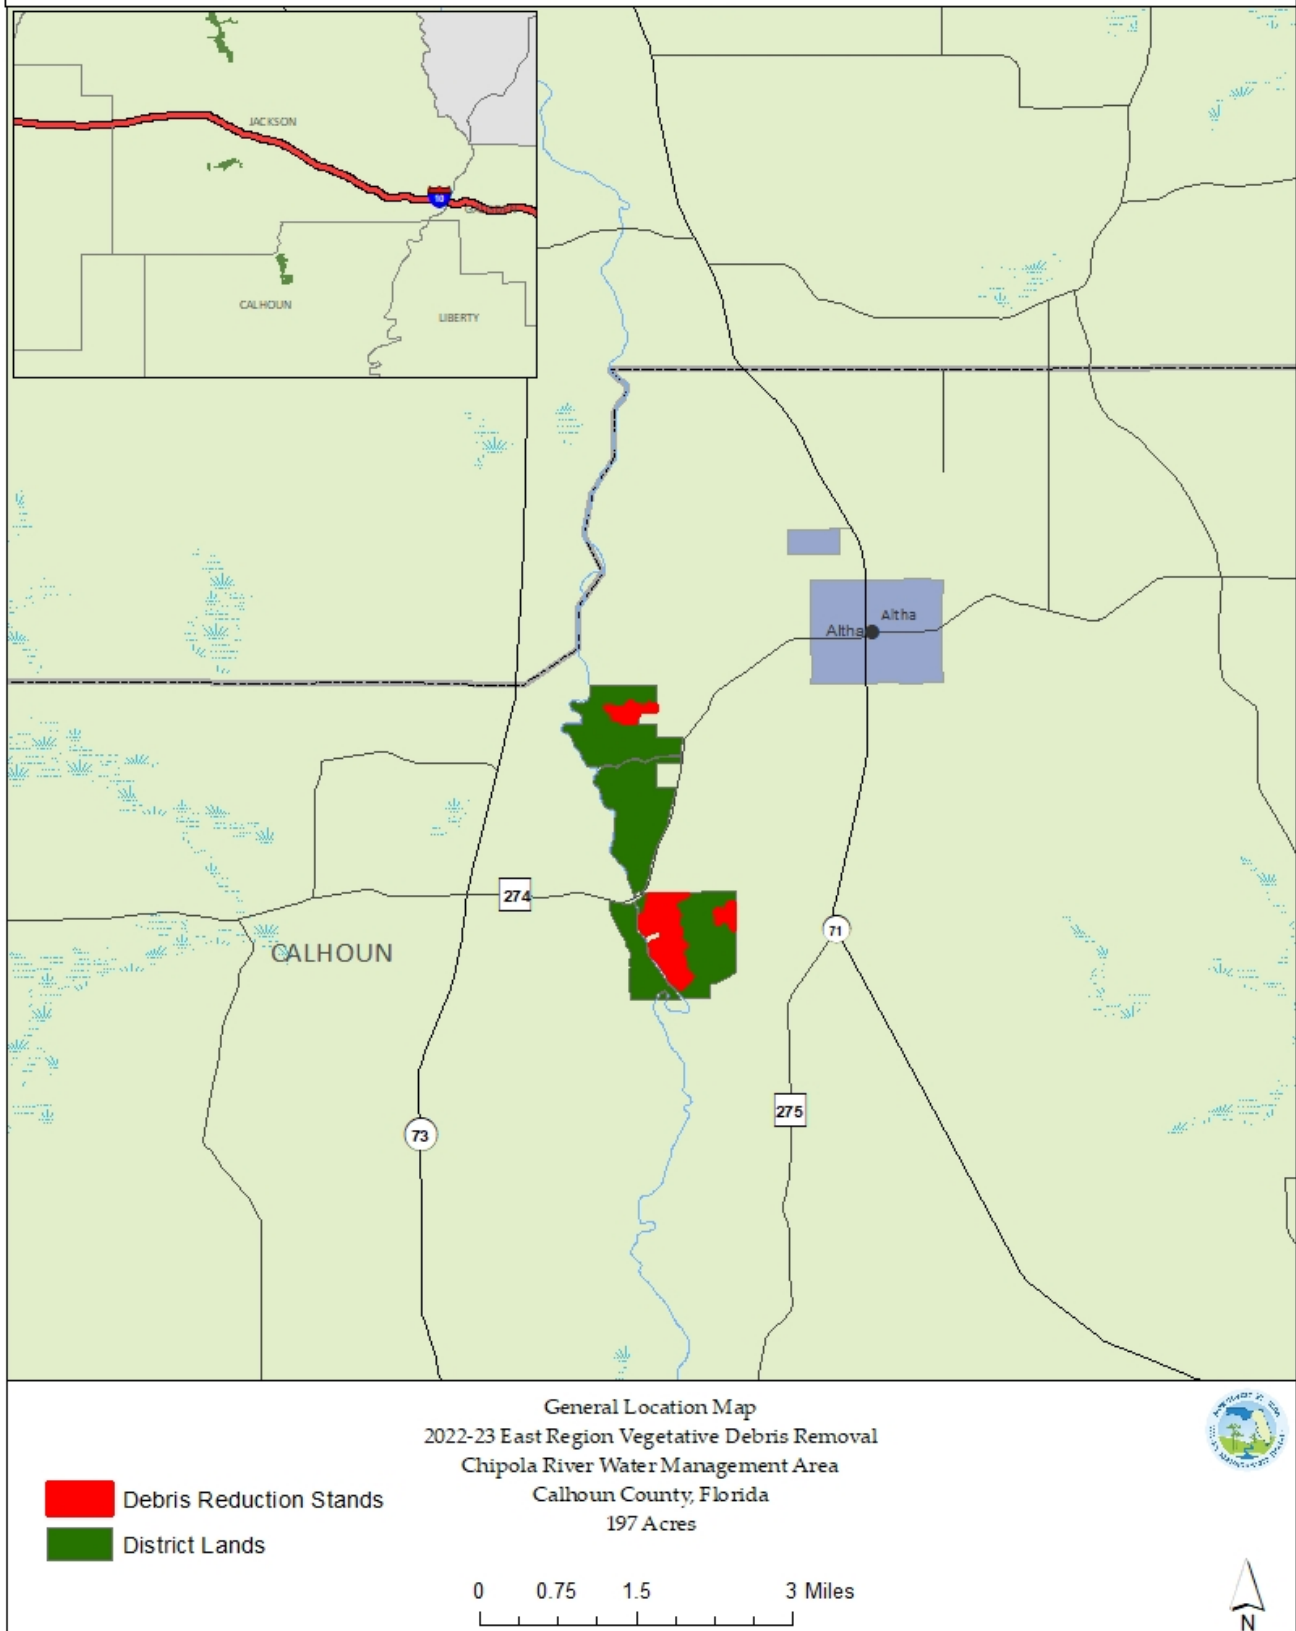 JACKSON
10
CALHOUN
LIBERTY
Altha
Altha
274
CALHOUN
71
275
73
General Location Map
2022-23 East Region Vegetative Debris Removal
Chipola River Water Management Area
Calhoun County, Florida
197 Acres
Debris Reduction Stands
District Lands
0 0.75 1.5 3 Miles
N